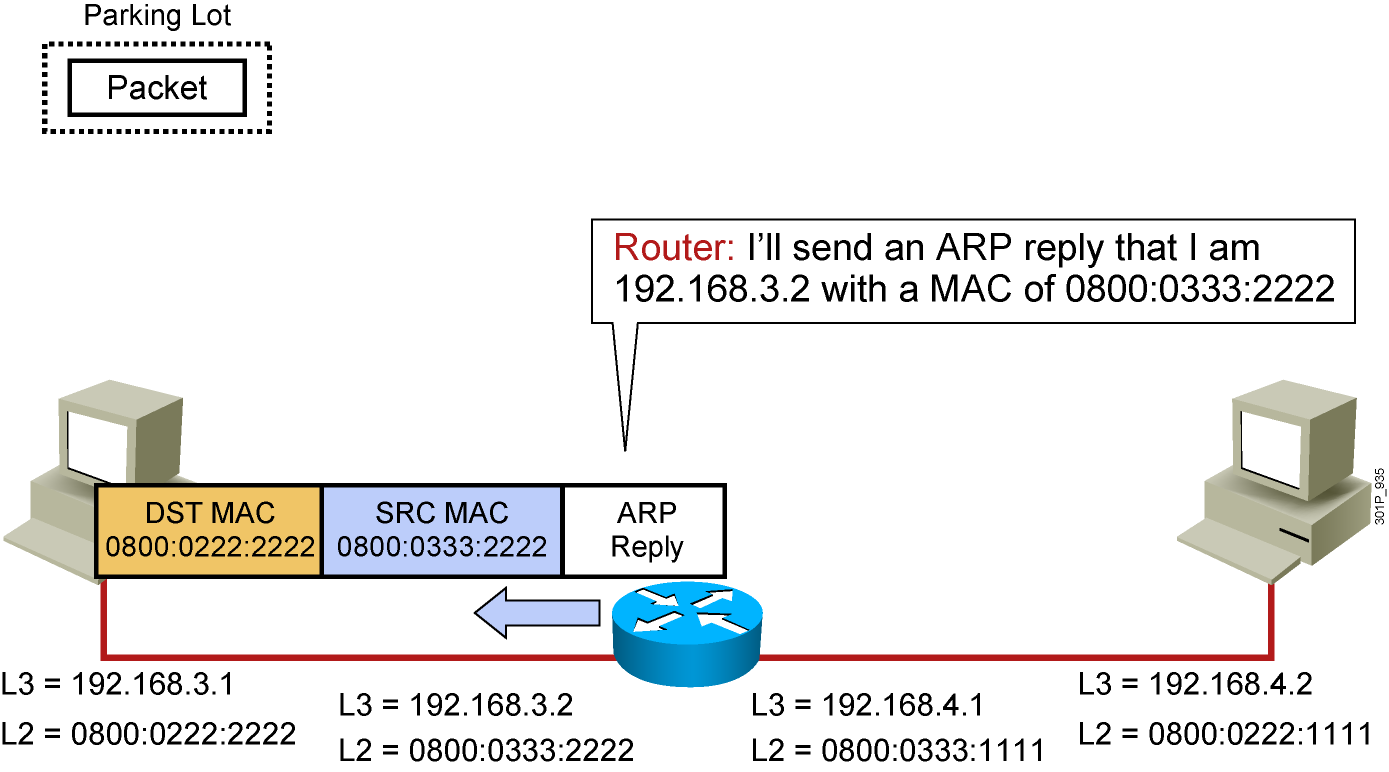 Parking Lot
Packet
Router: I’ll send an ARP reply that I am
192.168.3.2 with a MAC of 0800:0333:2222
DST MAC
0800:0222:2222
SRC MAC
0800:0333:2222
ARP
Reply
301P_935
L3 = 192.168.3.1
L2 = 0800:0222:2222
L3 = 192.168.3.2
L2 = 0800:0333:2222
L3 = 192.168.4.1
L2 = 0800:0333:1111
L3 = 192.168.4.2
L2 = 0800:0222:1111